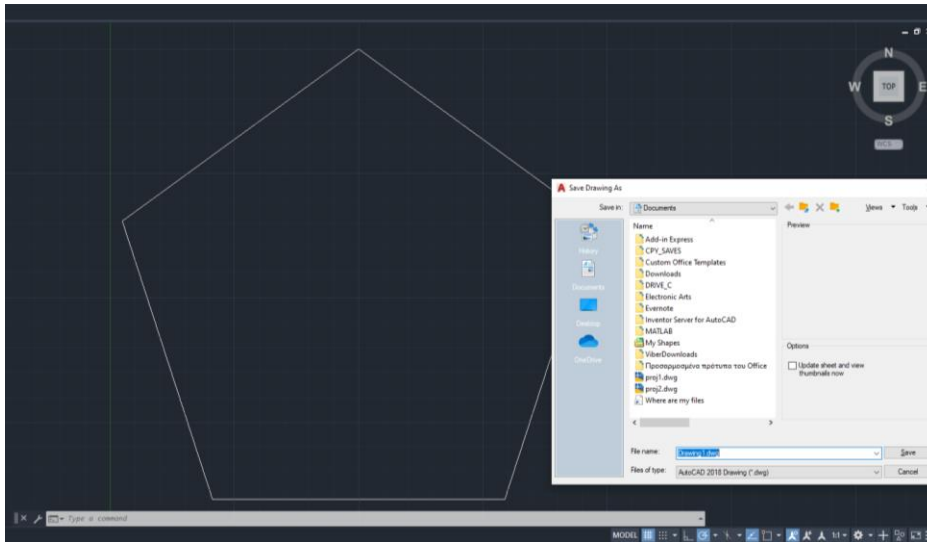 N
W
TOP
E
S
WCS
Save Drawing As
Save in:
Documents
Views
Tools
History
Documents
Desktop
OneDrive
Name
Add-in Express
CPY_SAVES
Custom Office Templates
Downloads
DRIVE_C
Electronic Arts
Evernote
Inventor Server for AutoCAD
MATLAB
My Shapes
ViberDownloads
Προσαρμοσμένα πρότυπα του Office
proj1.dwg
proj2.dwg
Where are my files
Preview
Options
Update sheet and view
thumbnails now
File name:
Drawing1.dwg
Save
Files of type:
AutoCAD 2018 Drawing (*.dwg)
Cancel
Type a command
MODEL
1:1